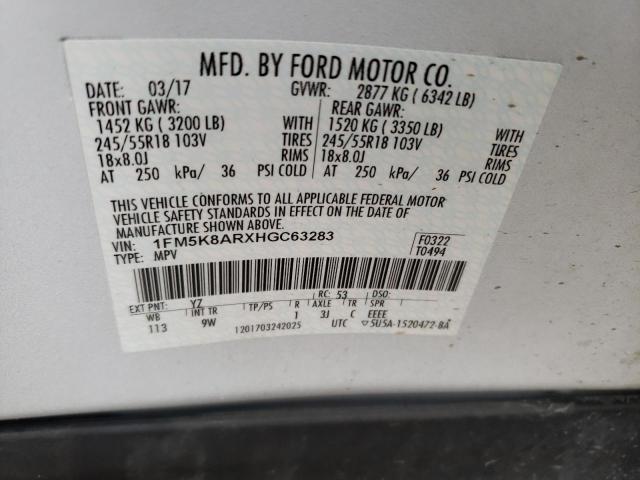 MFD. BY FORD MOTOR CO.
DATE: 03/17 GVWR: 2877 KG ( 6342 LB)
FRONT GAWR: REAR GAWR:
1452 KG ( 3200 LB) WITH 1520 KG ( 3350 LB) WITH
245/55R18 103V TIRES 245/55R18 103V TIRES
18x8.0J RIMS 18x8.0J RIMS
AT 250 kPa/ 36 PSI COLD AT 250 kPa/ 36 PSI COLD
THIS VEHICLE CONFORMS TO ALL APPLICABLE FEDERAL MOTOR
VEHICLE SAFETY STANDARDS IN EFFECT ON THE DATE OF
MANUFACTURE SHOWN ABOVE.
VIN: 1FM5K8ARXHGC63283 F0322
TYPE: MPV T0494
EXT PNT: YZ RC: 53 DSO:
WB INT TR TP/PS R AXLE TR SPR
113 9W 1 3J C EEEE
1201703242025 UTC ▽5U5A-1520472-BA